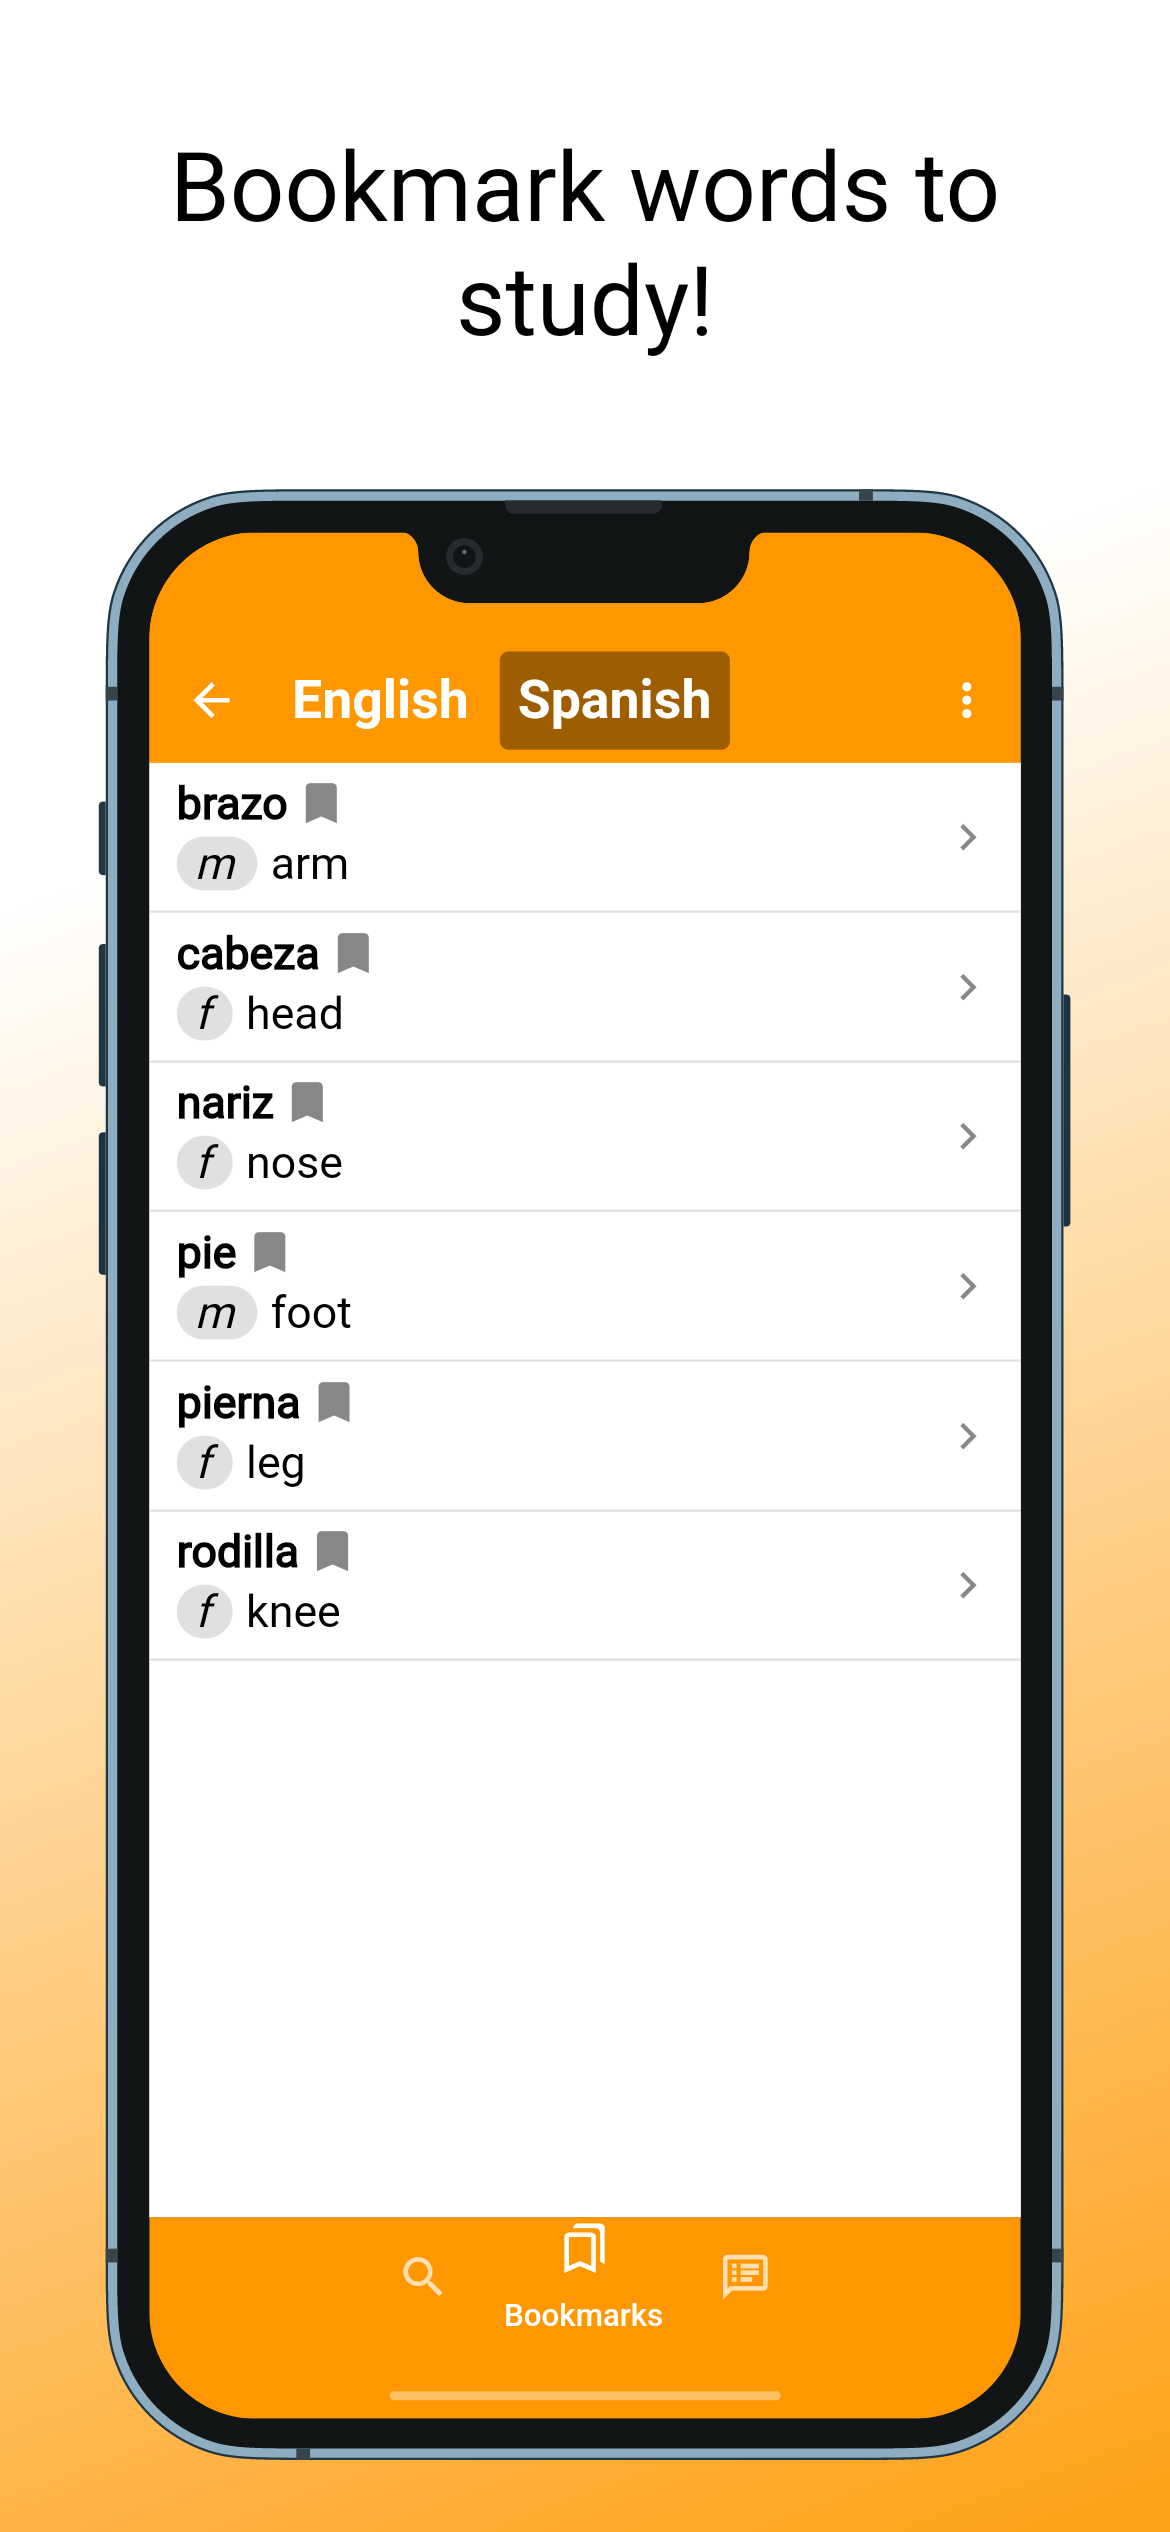 Bookmark words to
study!
English Spanish
brazo
m arm
cabeza
f head
nariz
f nose
pie
m foot
pierna
f leg
rodilla
f knee
Bookmarks